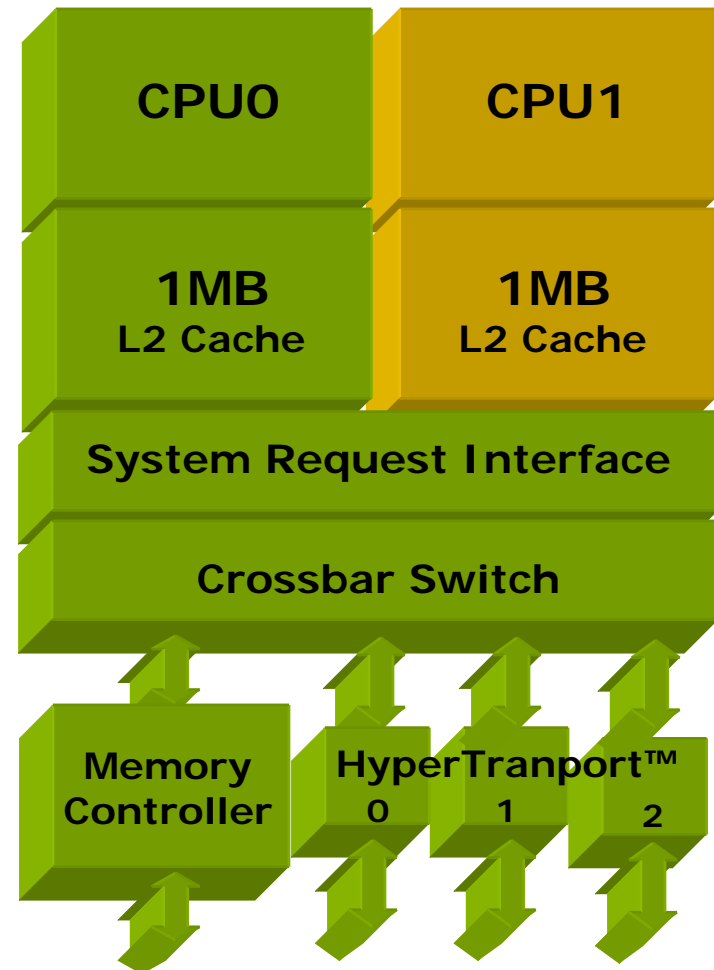 CPU0
CPU1
1MB
L2 Cache
1MB
L2 Cache
System Request Interface
Crossbar Switch
Memory
Controller
HyperTranport™
0
1
2